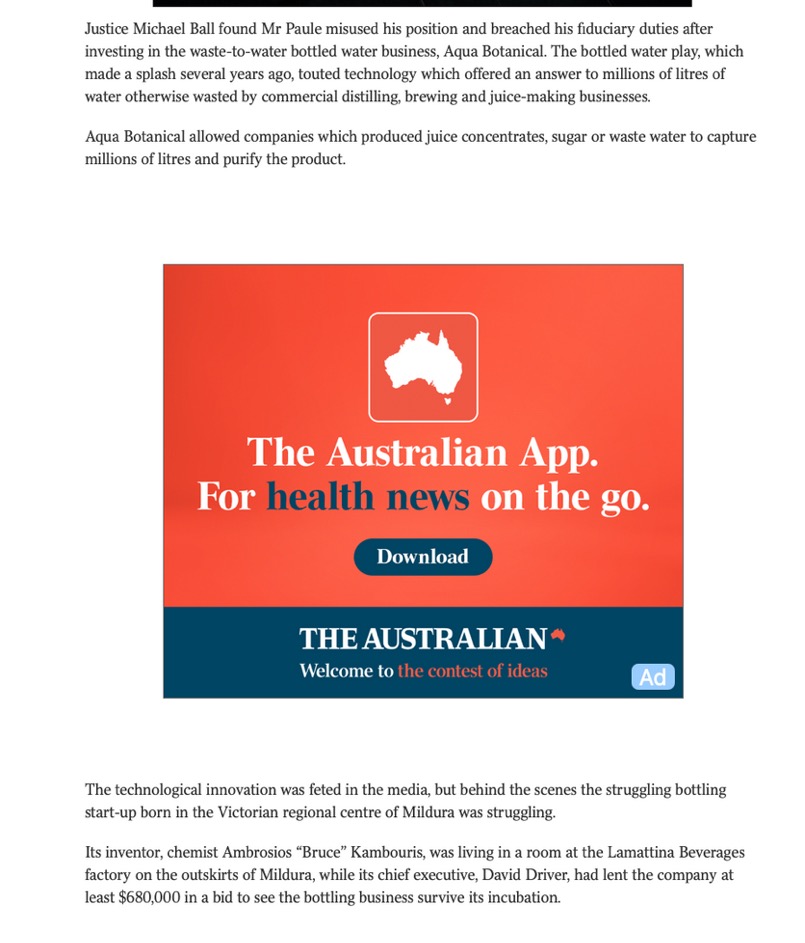 Justice Michael Ball found Mr Paule misused his position and breached his fiduciary duties after
investing in the waste-to-water bottled water business, Aqua Botanical. The bottled water play, which
made a splash several years ago, touted technology which offered an answer to millions of litres of
water otherwise wasted by commercial distilling, brewing and juice-making businesses.
Aqua Botanical allowed companies which produced juice concentrates, sugar or waste water to capture
millions of litres and purify the product.
The Australian App.
For health news on the go.
Download
THE AUSTRALIAN
Welcome to the contest of ideas
Ad
The technological innovation was feted in the media, but behind the scenes the struggling bottling
start-up born in the Victorian regional centre of Mildura was struggling.
Its inventor, chemist Ambrosios “Bruce” Kambouris, was living in a room at the Lamattina Beverages
factory on the outskirts of Mildura, while its chief executive, David Driver, had lent the company at
least $680,000 in a bid to see the bottling business survive its incubation.